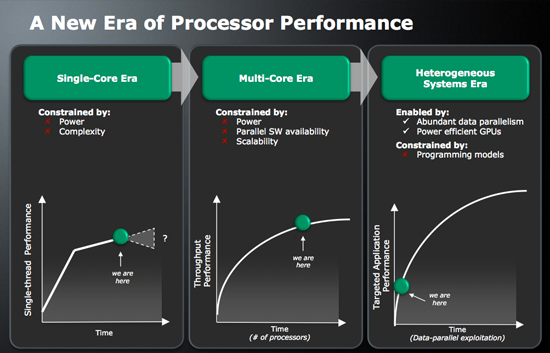 A New Era of Processor Performance
Single-Core Era
Constrained by:
Power
Complexity
Single-thread Performance
?
we are
here
Time
Multi-Core Era
Constrained by:
Power
Parallel SW availability
Scalability
Throughput
Performance
we are
here
Time
(# of processors)
Heterogeneous
Systems Era
Enabled by:
Abundant data parallelism
Power efficient GPUs
Constrained by:
Programming models
Targeted Application
Performance
we are
here
Time
(Data-parallel exploitation)